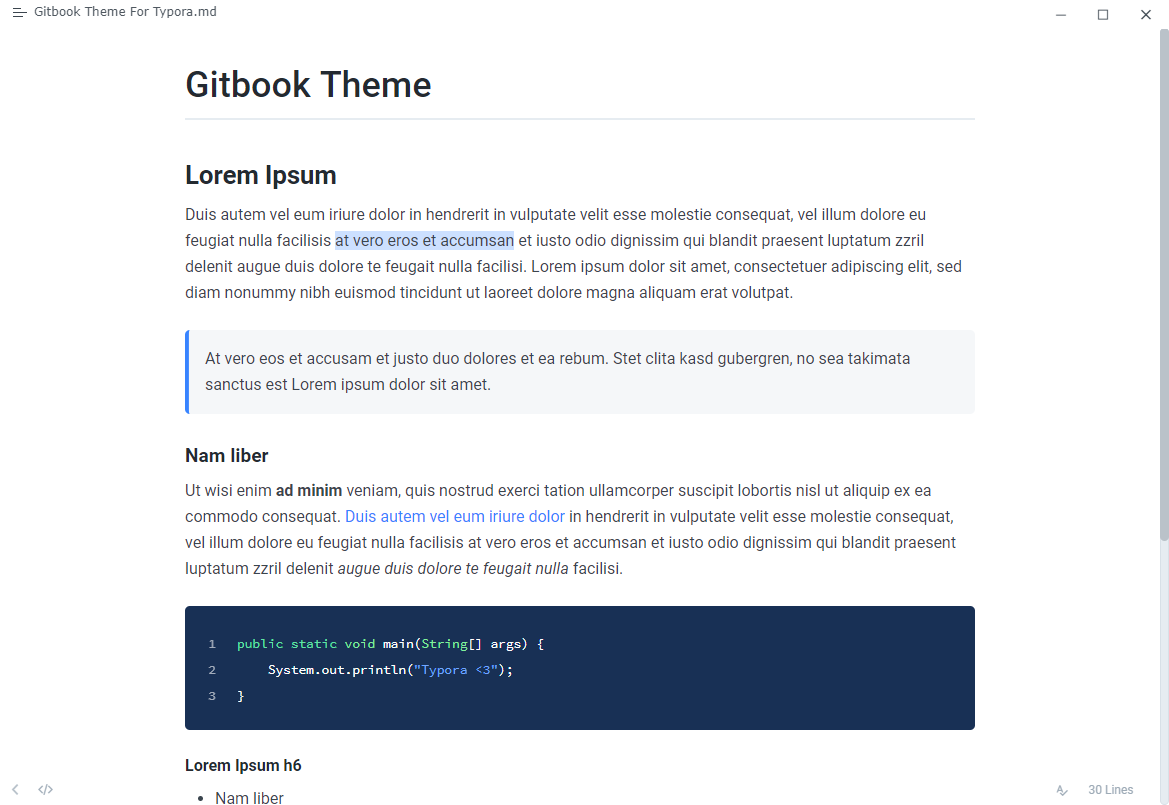 Gitbook Theme For Typora.md
Gitbook Theme
Lorem Ipsum
Duis autem vel eum iriure dolor in hendrerit in vulputate velit esse molestie consequat, vel illum dolore eu
feugiat nulla facilisis at vero eros et accumsan et iusto odio dignissim qui blandit praesent luptatum zzril
delenit augue duis dolore te feugait nulla facilisi. Lorem ipsum dolor sit amet, consectetuer adipiscing elit, sed
diam nonummy nibh euismod tincidunt ut laoreet dolore magna aliquam erat volutpat.
At vero eos et accusam et justo duo dolores et ea rebum. Stet clita kasd gubergren, no sea takimata
sanctus est Lorem ipsum dolor sit amet.
Nam liber
Ut wisi enim ad minim veniam, quis nostrud exerci tation ullamcorper suscipit lobortis nisl ut aliquip ex ea
commodo consequat. Duis autem vel eum iriure dolor in hendrerit in vulputate velit esse molestie consequat,
vel illum dolore eu feugiat nulla facilisis at vero eros et accumsan et iusto odio dignissim qui blandit praesent
luptatum zzril delenit augue duis dolore te feugait nulla facilisi.
1 public static void main(String[] args) {
2     System.out.println("Typora <3");
3 }
Lorem Ipsum h6
• Nam liber
30 Lines